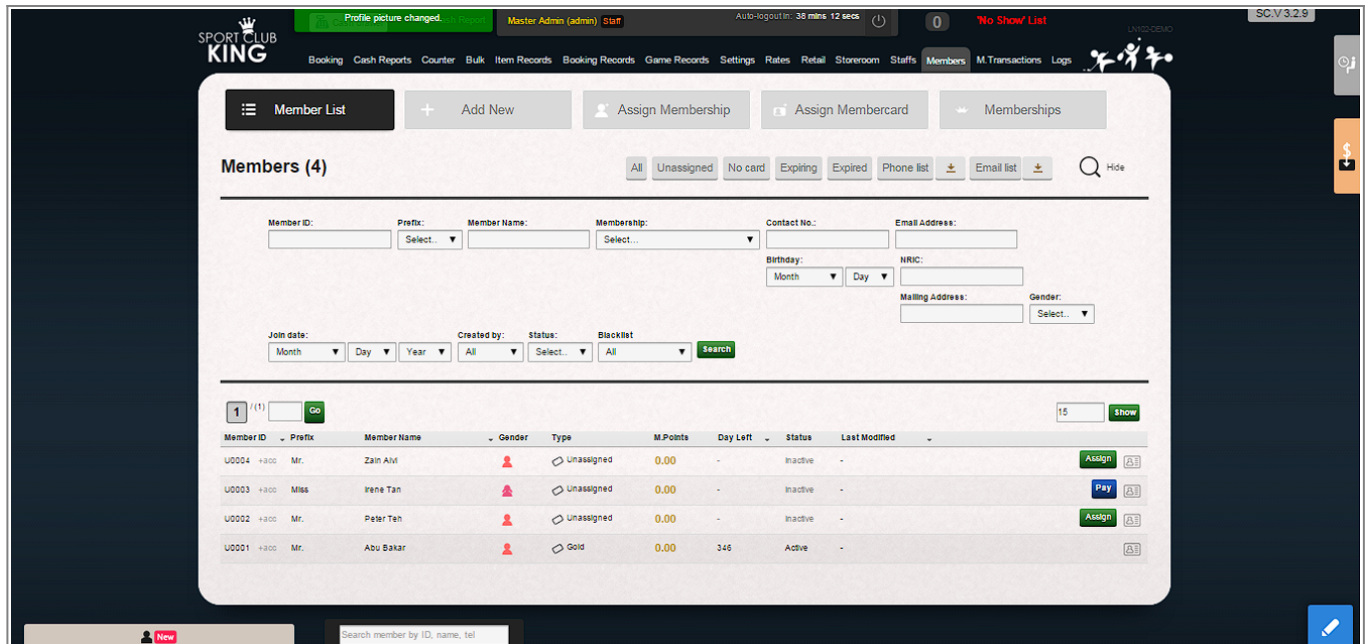 Profile picture changed.
Master Admin (admin) Staff
Auto-logout in: 38 mins 12 secs
0
'No Show' List
SC.V 3.2.9
LN102-DEMO
SPORT CLUB
KING
Booking Cash Reports Counter Bulk Item Records Booking Records Game Records Settings Rates Retail Storeroom Staffs Members M.Transactions Logs
Member List
Add New
Assign Membership
Assign Membercard
Memberships
Members (4)
All Unassigned No card Expiring Expired Phone list Email list Hide
Member ID: Prefix: Member Name: Membership: Contact No.: Email Address:
Select.. Select...
Birthday: NRIC:
Month Day
Mailing Address: Gender:
Select..
Join date: Created by: Status: Blacklist
Month Day Year All Select.. All Search
1 /(1) Go 15 Show
Member ID Prefix Member Name Gender Type M.Points Day Left Status Last Modified
U0004 +acc Mr. Zain Alvi Unassigned 0.00 - Inactive - Assign
U0003 +acc Miss Irene Tan Unassigned 0.00 - Inactive - Pay
U0002 +acc Mr. Peter Teh Unassigned 0.00 - Inactive - Assign
U0001 +acc Mr. Abu Bakar Gold 0.00 346 Active -
New
Search member by ID, name, tel